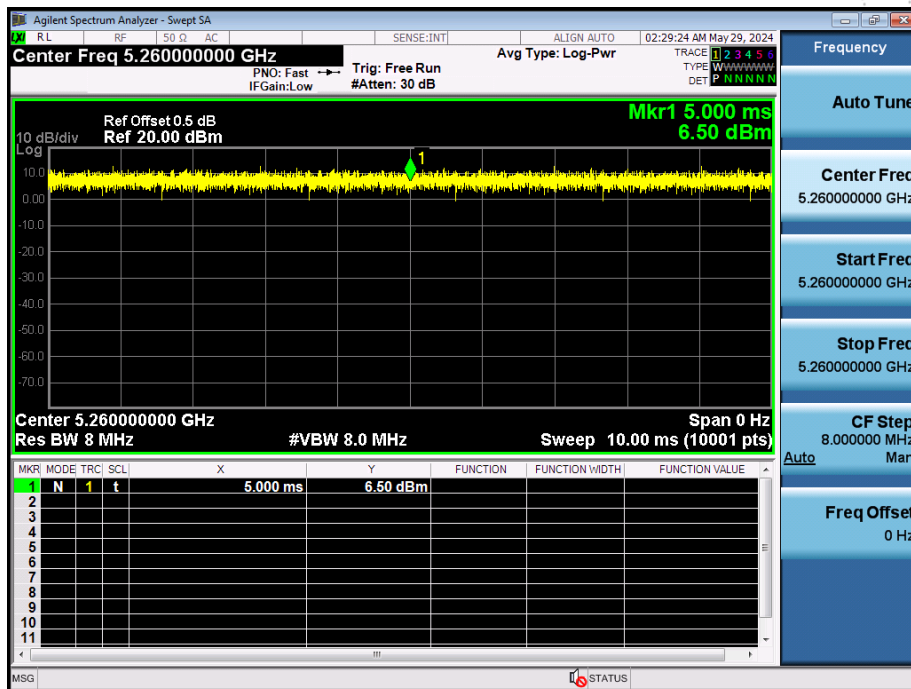 Agilent Spectrum Analyzer - Swept SA
LXI RL RF 50 Ω AC SENSE:INT ALIGN AUTO 02:29:24 AM May 29, 2024
Center Freq 5.260000000 GHz
PNO: Fast
IFGain:Low
Trig: Free Run
#Atten: 30 dB
Avg Type: Log-Pwr
TRACE 1 2 3 4 5 6
TYPE WWWWWW
DET P N N N N N
Ref Offset 0.5 dB
10 dB/div Ref 20.00 dBm
Log
Mkr1 5.000 ms
6.50 dBm
1
10.0
0.00
-10.0
-20.0
-30.0
-40.0
-50.0
-60.0
-70.0
Center 5.260000000 GHz Span 0 Hz
Res BW 8 MHz #VBW 8.0 MHz Sweep 10.00 ms (10001 pts)
MKR MODE TRC SCL X Y FUNCTION FUNCTION WIDTH FUNCTION VALUE
1 N 1 t 5.000 ms 6.50 dBm
2
3
4
5
6
7
8
9
10
11
MSG STATUS
Frequency
Auto Tune
Center Freq
5.260000000 GHz
Start Freq
5.260000000 GHz
Stop Freq
5.260000000 GHz
CF Step
8.000000 MHz
Auto Man
Freq Offset
0 Hz